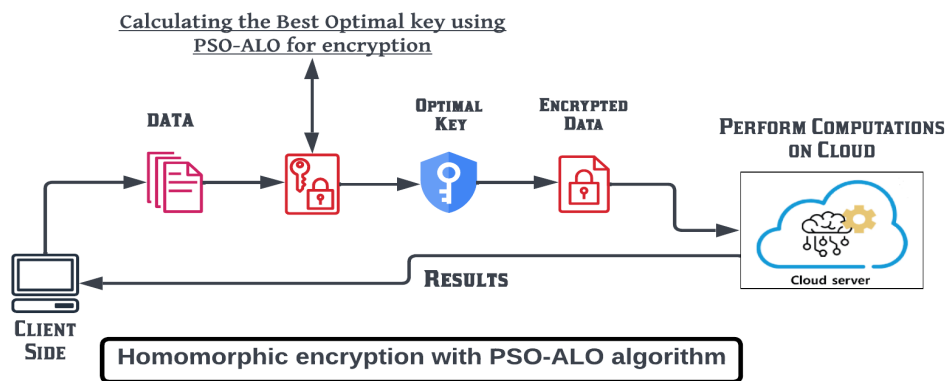 Calculating the Best Optimal key using
PSO-ALO for encryption
DATA
OPTIMAL
KEY
ENCRYPTED
DATA
PERFORM COMPUTATIONS
ON CLOUD
Cloud server
RESULTS
CLIENT
SIDE
Homomorphic encryption with PSO-ALO algorithm